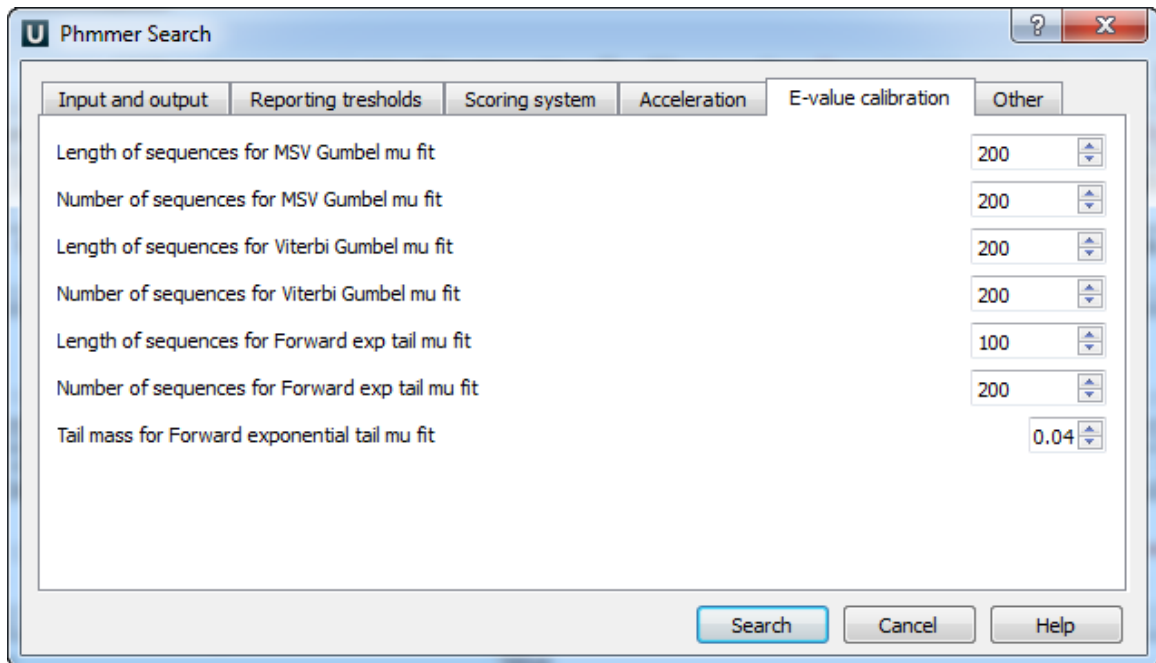 U Phmmer Search ? X
Input and output Reporting tresholds Scoring system Acceleration E-value calibration Other
Length of sequences for MSV Gumbel mu fit 200
Number of sequences for MSV Gumbel mu fit 200
Length of sequences for Viterbi Gumbel mu fit 200
Number of sequences for Viterbi Gumbel mu fit 200
Length of sequences for Forward exp tail mu fit 100
Number of sequences for Forward exp tail mu fit 200
Tail mass for Forward exponential tail mu fit 0.04
Search Cancel Help